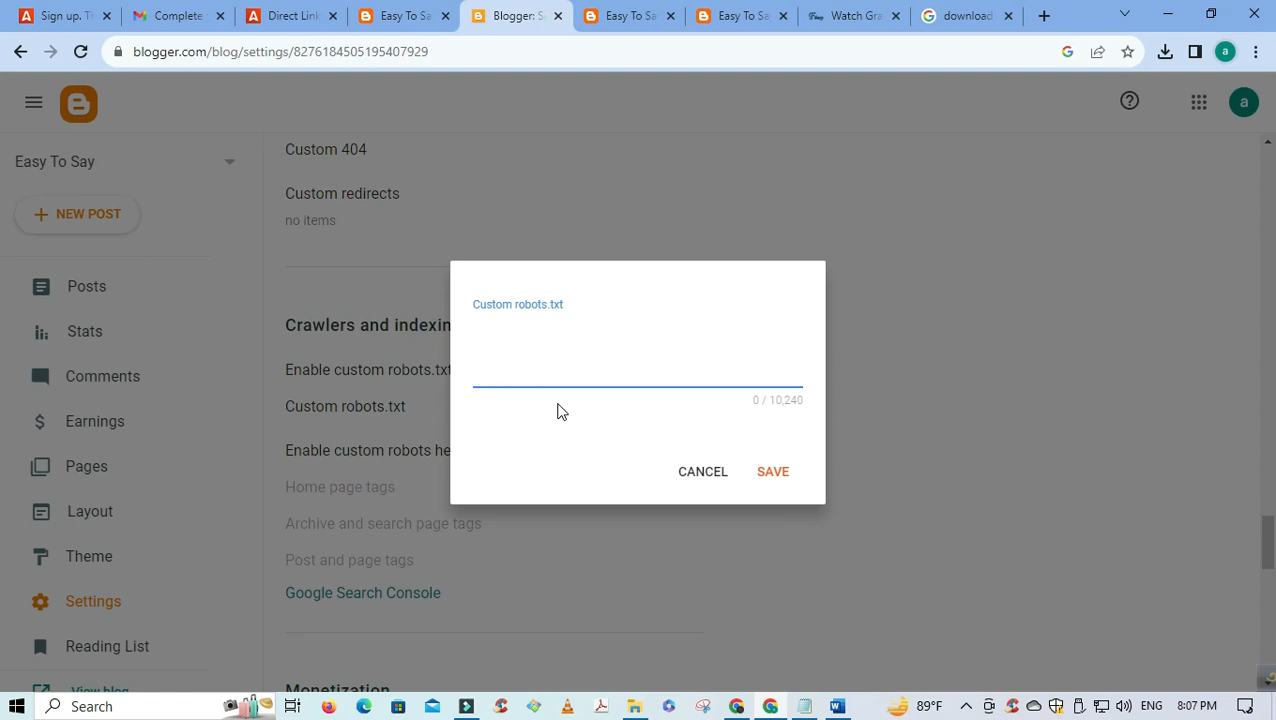 Sign up. T
Complete
Direct Link
Easy To Sa
Blogger: S
Easy To Sa
Easy To Sa
Watch Gra
download
blogger.com/blog/settings/8276184505195407929
a
Easy To Say
a
NEW POST
Posts
Stats
Comments
Earnings
Pages
Layout
Theme
Settings
Reading List
View blog
Custom 404
Custom redirects
no items
Crawlers and indexin
Enable custom robots.txt
Custom robots.txt
Enable custom robots he
Home page tags
Archive and search page tags
Post and page tags
Google Search Console
Monetization
Custom robots.txt
0 / 10,240
CANCEL
SAVE
Search
89°F
ENG
8:07 PM